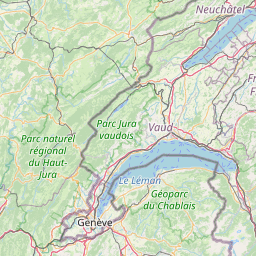 Neuchâtel
Parc Jura
vaudois
Vaud
Parc naturel
régional
du Haut-
Jura
Le Léman
Géoparc
du Chablais
Genève